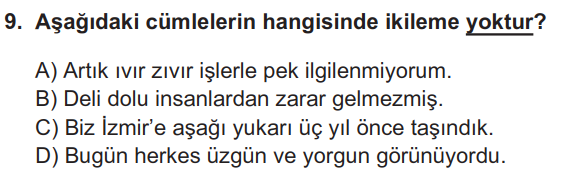 9. Aşağıdaki cümlelerin hangisinde ikileme yoktur?
A) Artık ıvır zıvır işlerle pek ilgilenmiyorum.
B) Deli dolu insanlardan zarar gelmezmiş.
C) Biz İzmir’e aşağı yukarı üç yıl önce taşındık.
D) Bugün herkes üzgün ve yorgun görünüyordu.